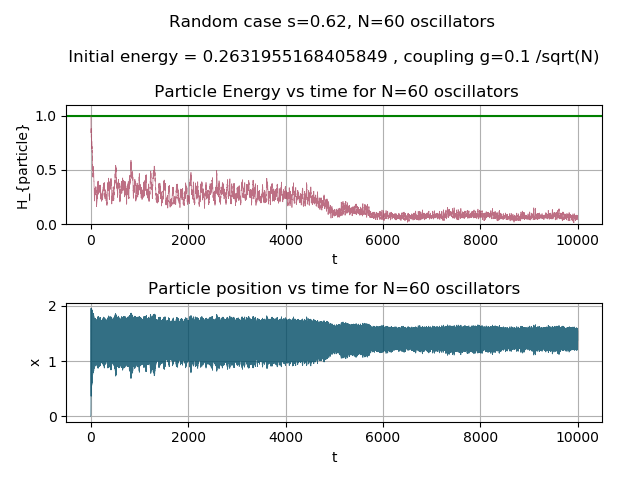 Random case s=0.62, N=60 oscillators
Initial energy = 0.2631955168405849 , coupling g=0.1 /sqrt(N)
Particle Energy vs time for N=60 oscillators
H_{particle}
1.0
0.5
0.0
0 2000 4000 6000 8000 10000
t
Particle position vs time for N=60 oscillators
x
2
1
0
0 2000 4000 6000 8000 10000
t